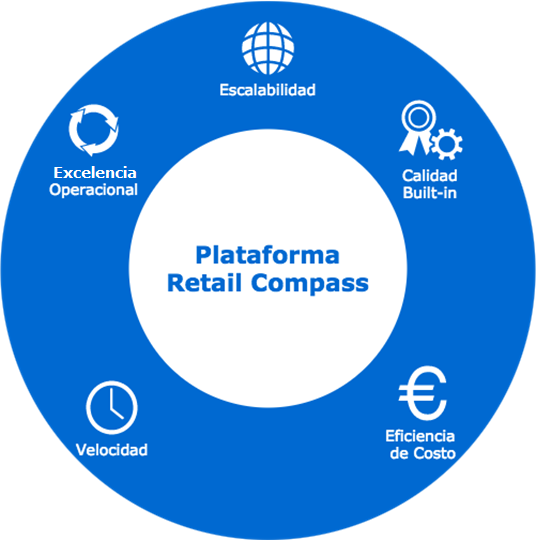 Escalabilidad
Excelencia
Operacional
Calidad
Built-in
Plataforma
Retail Compass
Velocidad
Eficiencia
de Costo